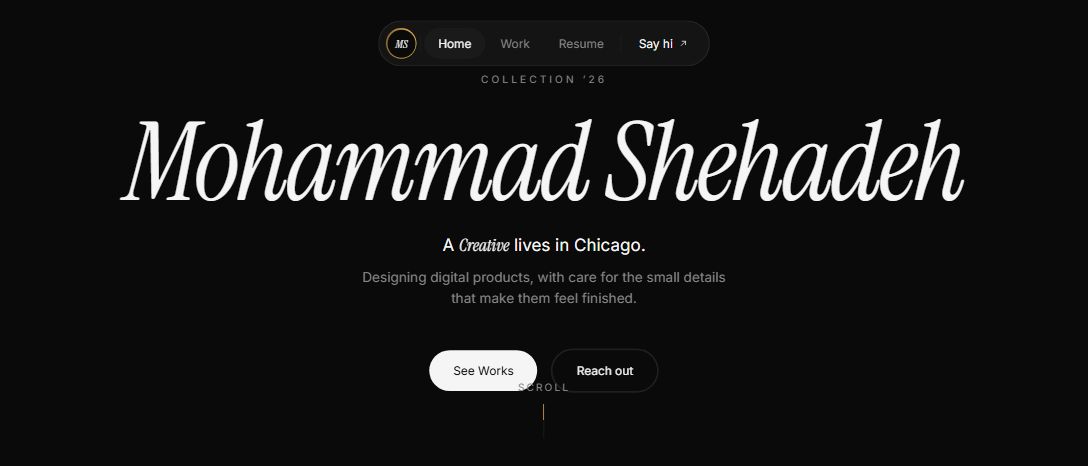 MS Home Work Resume Say hi ↗
COLLECTION '26
Mohammad Shehadeh
A Creative lives in Chicago.
Designing digital products, with care for the small details
that make them feel finished.
See Works Reach out
SCROLL